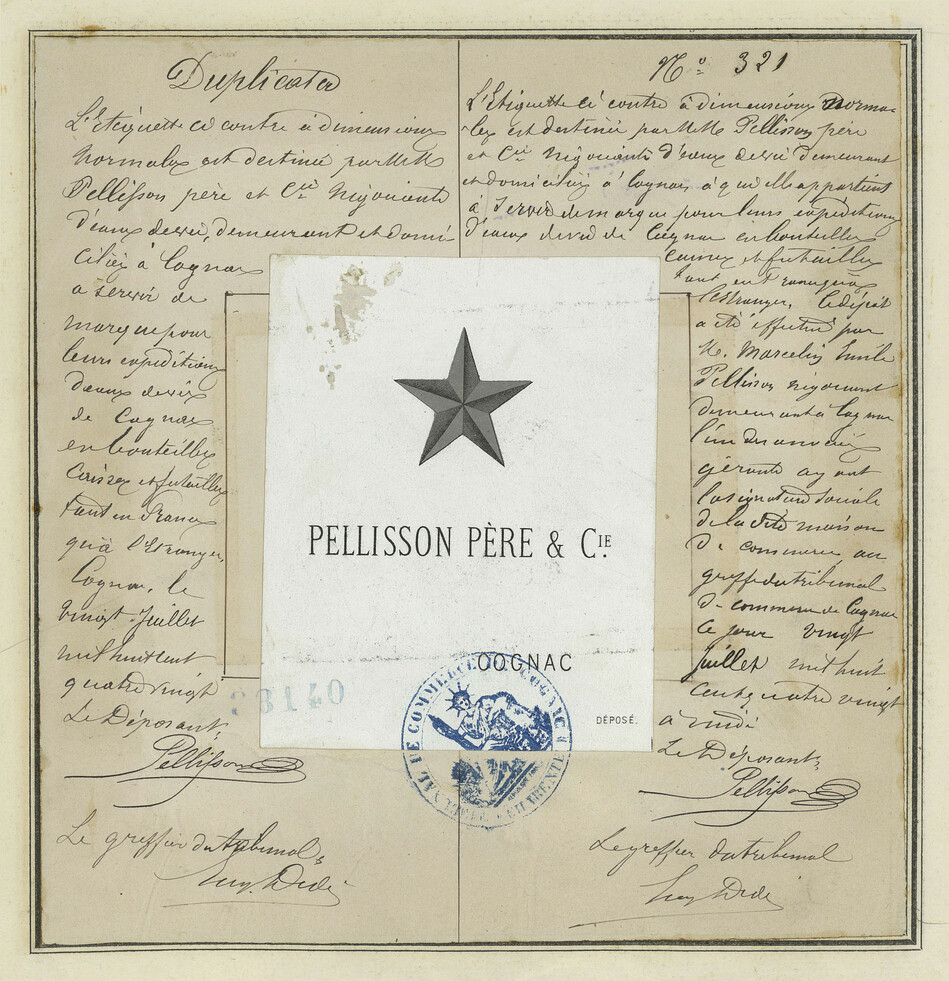 Duplicata
L'Etiquette ci contre à dimensions
normales est destinée par MM
Pellisson père et Cie négociants
d'eaux de vie, demeurant et domi
ciliés à Cognac
à servir de
marque pour
leurs expéditions
d'eaux de vie
de Cognac
en bouteilles
Caisses et futailles
tant en France
qu'à l'Etranger,
Cognac, le
vingt Juillet
mil huit cent
quatre vingt
Le Déposant,
Pellisson
Le greffier du tribunal,
No 321
L'Etiquette ci contre à dimensions norma-
-les est destinée par MM Pellisson père
et Cie négociants d'eaux de vie demeurant
et domiciliés à Cognac, à qui elle appartient
à servir de marque pour leurs expéditions
d'eaux de vie de Cognac en bouteilles
caisses et futailles
tant en France qu'à
l'étranger, le dépôt
a été effectué par
M. Marcelin Emile
Pellisson négociant
demeurant à Cognac
l'un des associés
gérants ayant
la signature sociale
de la dite maison
de commerce au
greffe du tribunal
de commerce de Cognac
ce jour vingt
juillet mil huit
cent quatre vingt
à midi
Le Déposant,
Pellisson
Le greffier du tribunal
PELLISSON PÈRE & CIE
COGNAC
DÉPOSÉ.
38140
DE COMMERCE COGNAC CHARENTE